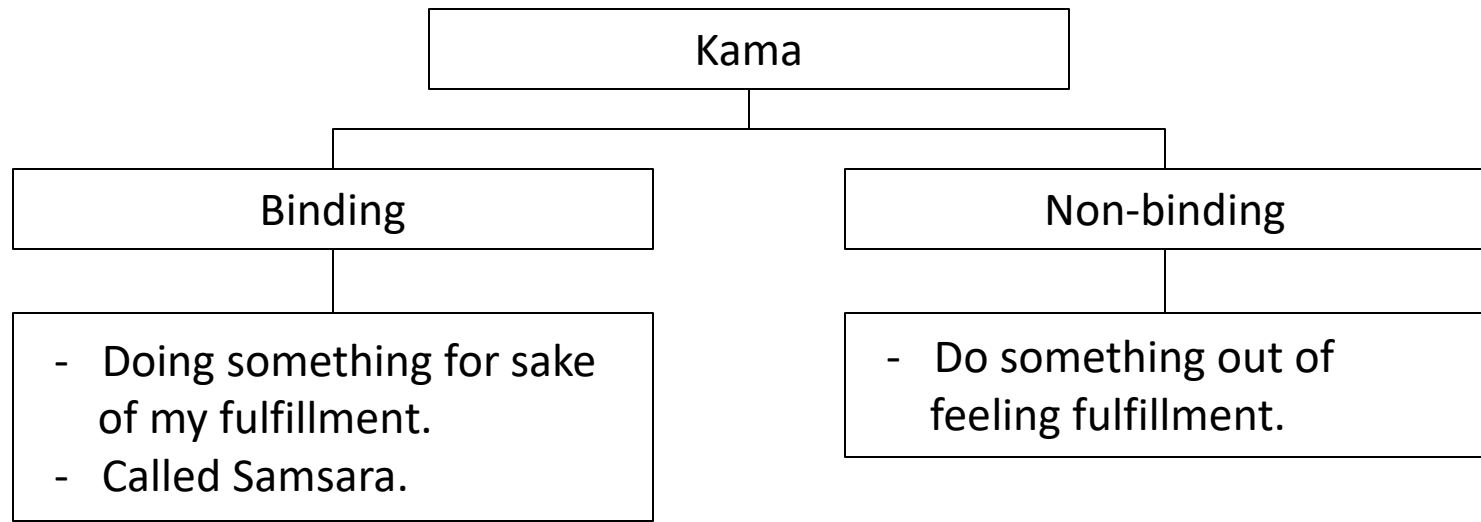 Kama
Binding
Non-binding
- Doing something for sake
of my fulfillment.
- Called Samsara.
- Do something out of
feeling fulfillment.